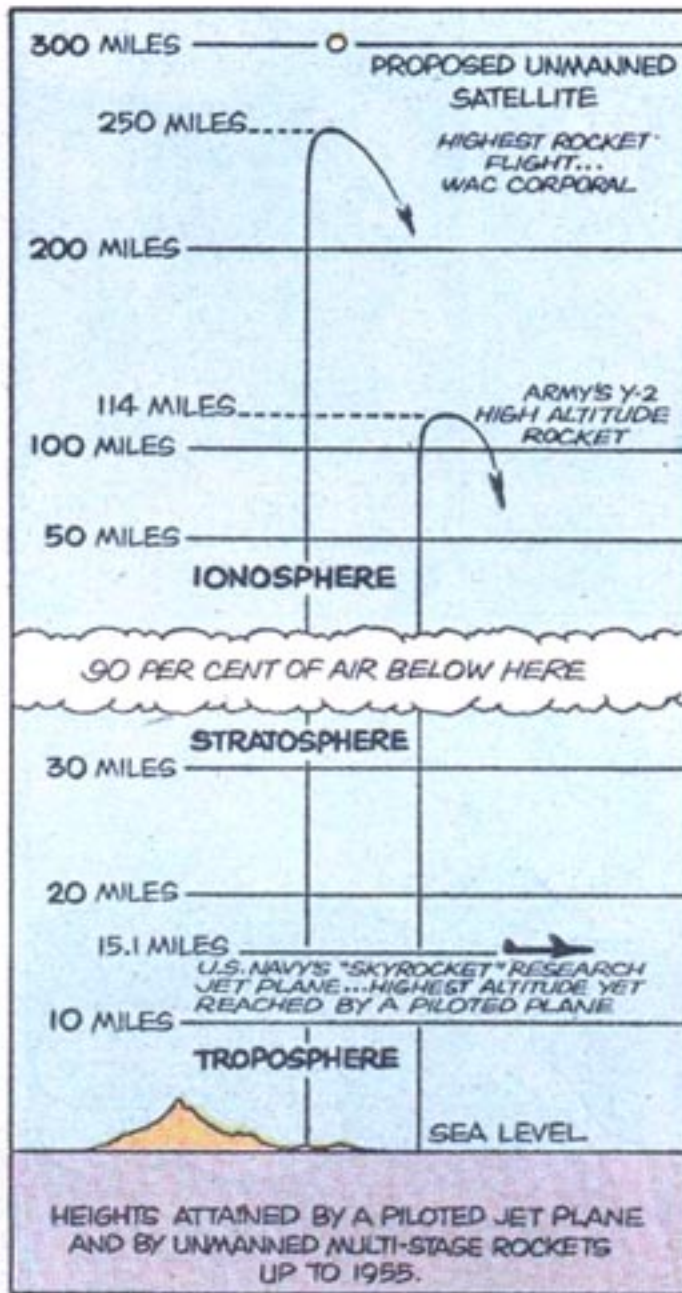 300 MILES
PROPOSED UNMANNED
SATELLITE
250 MILES
HIGHEST ROCKET
FLIGHT...
WAC CORPORAL
200 MILES
114 MILES
ARMY'S Y-2
HIGH ALTITUDE
ROCKET
100 MILES
50 MILES
IONOSPHERE
90 PER CENT OF AIR BELOW HERE
STRATOSPHERE
30 MILES
20 MILES
15.1 MILES
U.S. NAVY'S "SKYROCKET" RESEARCH
JET PLANE...HIGHEST ALTITUDE YET
REACHED BY A PILOTED PLANE
10 MILES
TROPOSPHERE
SEA LEVEL
HEIGHTS ATTAINED BY A PILOTED JET PLANE
AND BY UNMANNED MULTI-STAGE ROCKETS
UP TO 1955.